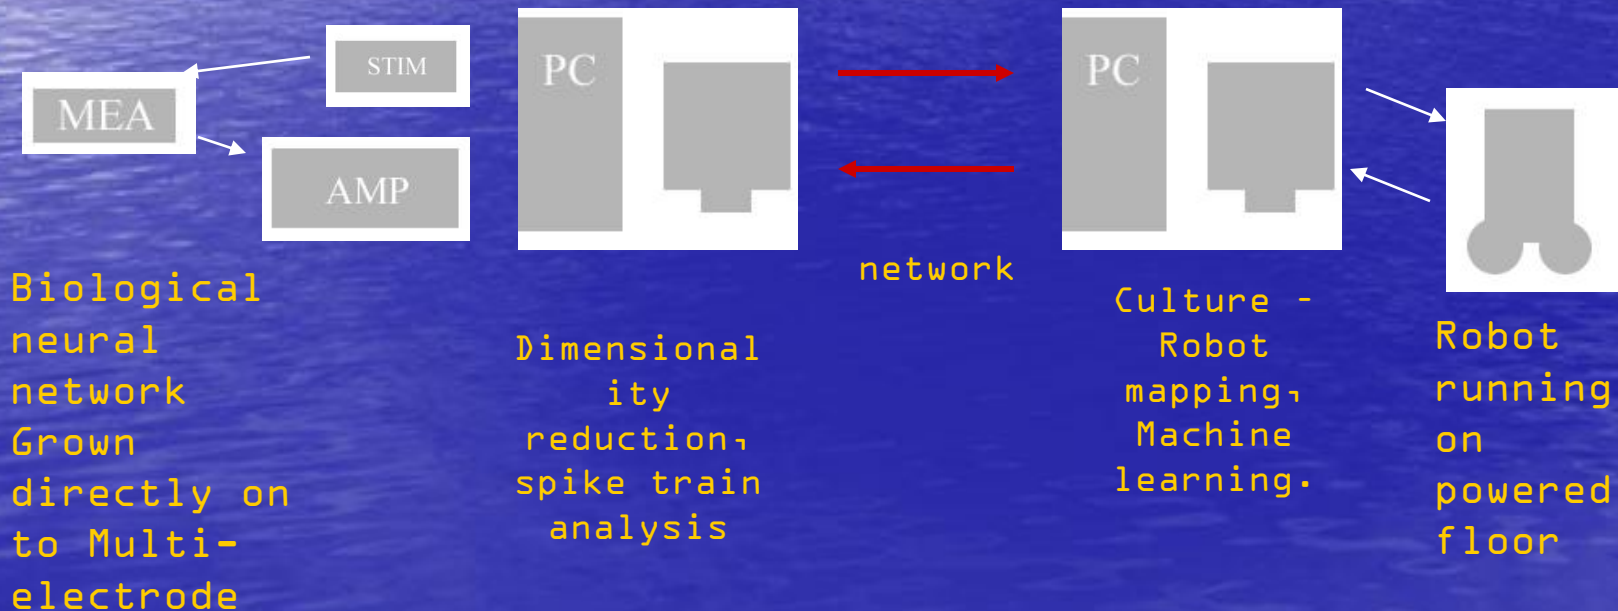 STIM
MEA
AMP
PC
PC
network
Biological
neural
network
Grown
directly on
to Multi-
electrode
Dimensional
ity
reduction,
spike train
analysis
Culture -
Robot
mapping,
Machine
learning.
Robot
running
on
powered
floor